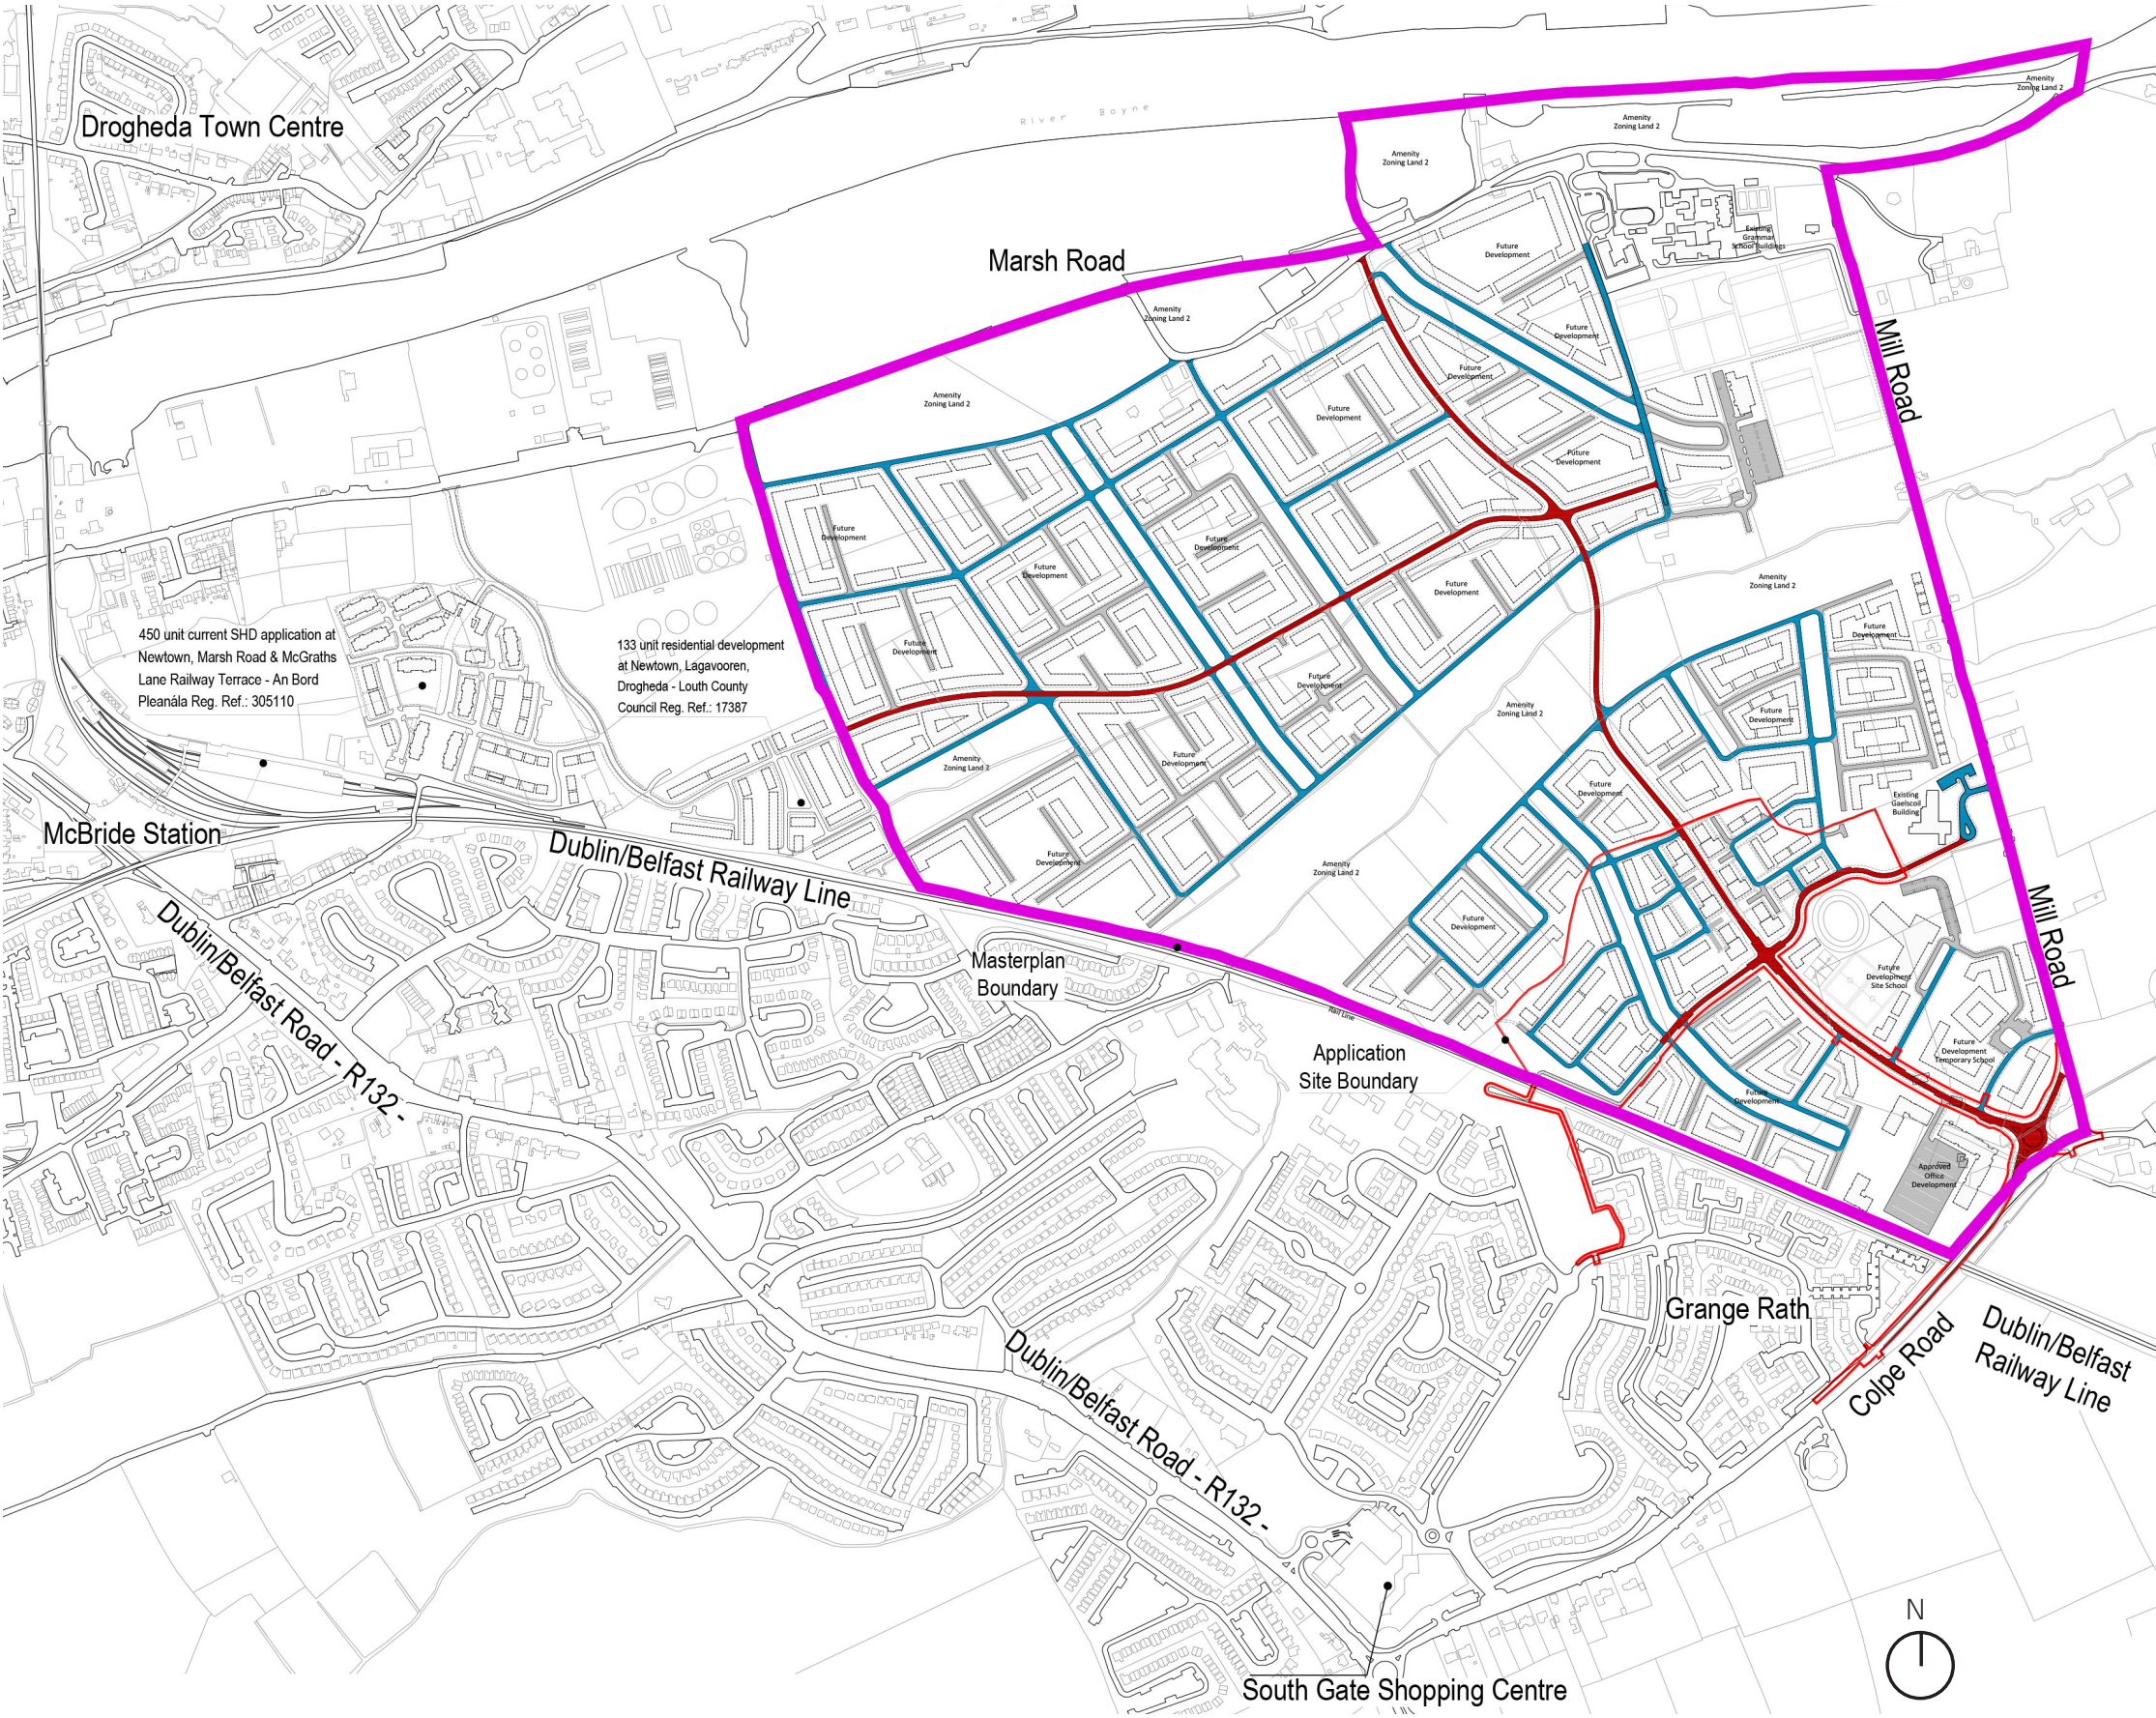 Amenity
Zoning Land 2
River Boyne
Amenity
Zoning Land 2
Drogheda Town Centre
Amenity
Zoning Land 2
Existing
Grammar
School Buildings
Future
Development
Marsh Road
Amenity
Zoning Land 2
Future
Development
Mill Road
Future
Development
Amenity
Zoning Land 2
Future
Development
Future
Development
Future
Development
Future
Development
Future
Development
Amenity
Zoning Land 2
Future
Development
Future
Development
450 unit current SHD application at
Newtown, Marsh Road & McGraths
Lane Railway Terrace - An Bord
Pleanála Reg. Ref.: 305110
133 unit residential development
at Newtown, Lagavooren,
Drogheda - Louth County
Council Reg. Ref.: 17387
Future
Development
Future
Development
Future
Development
Amenity
Zoning Land 2
Future
Development
Future
Development
Amenity
Zoning Land 2
Future
Development
Existing
Gaelscoil
Building
McBride Station
Dublin/Belfast Railway Line
Future
Development
Amenity
Zoning Land 2
Future
Development
Mill Road
Dublin/Belfast Road - R132 -
Masterplan
Boundary
Future
Development
Site School
Rail Line
Application
Site Boundary
Future
Development
Temporary School
Future
Development
Approved
Office
Development
Grange Rath
Dublin/Belfast
Railway Line
Colpe Road
Dublin/Belfast Road - R132 -
N
South Gate Shopping Centre